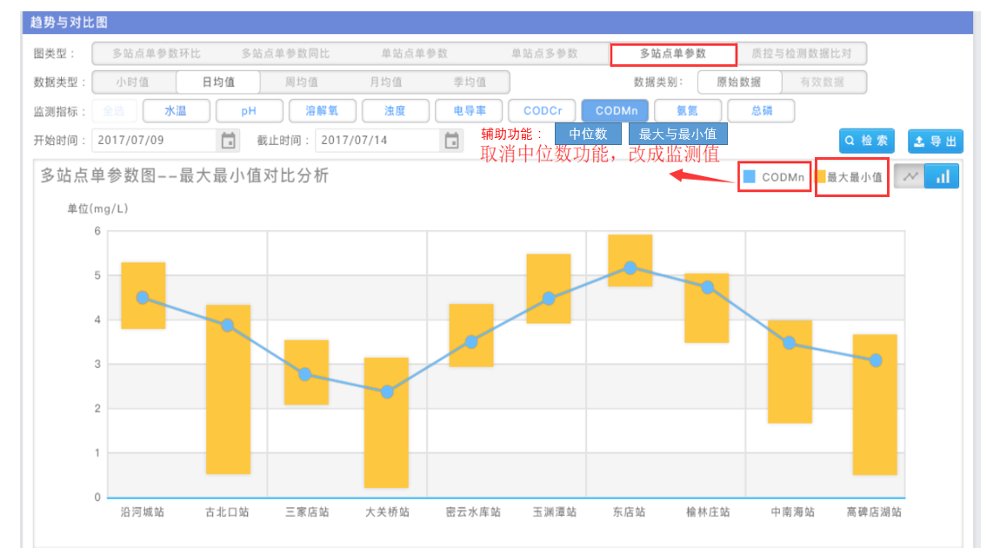 趋势与对比图
图类型： 多站点单参数环比 多站点单参数同比 单站点单参数 单站点多参数 多站点单参数 质控与检测数据比对
数据类型： 小时值 日均值 周均值 月均值 季均值 数据类别： 原始数据 有效数据
监测指标： 全选 水温 pH 溶解氧 浊度 电导率 CODCr CODMn 氨氮 总磷
开始时间： 2017/07/09 截止时间： 2017/07/14 辅助功能： 中位数 最大与最小值 检索 导出
取消中位数功能，改成监测值
多站点单参数图--最大最小值对比分析 CODMn 最大最小值
单位(mg/L)
6
5
4
3
2
1
0
沿河城站 古北口站 三家店站 大关桥站 密云水库站 玉渊潭站 东店站 榆林庄站 中南海站 高碑店湖站